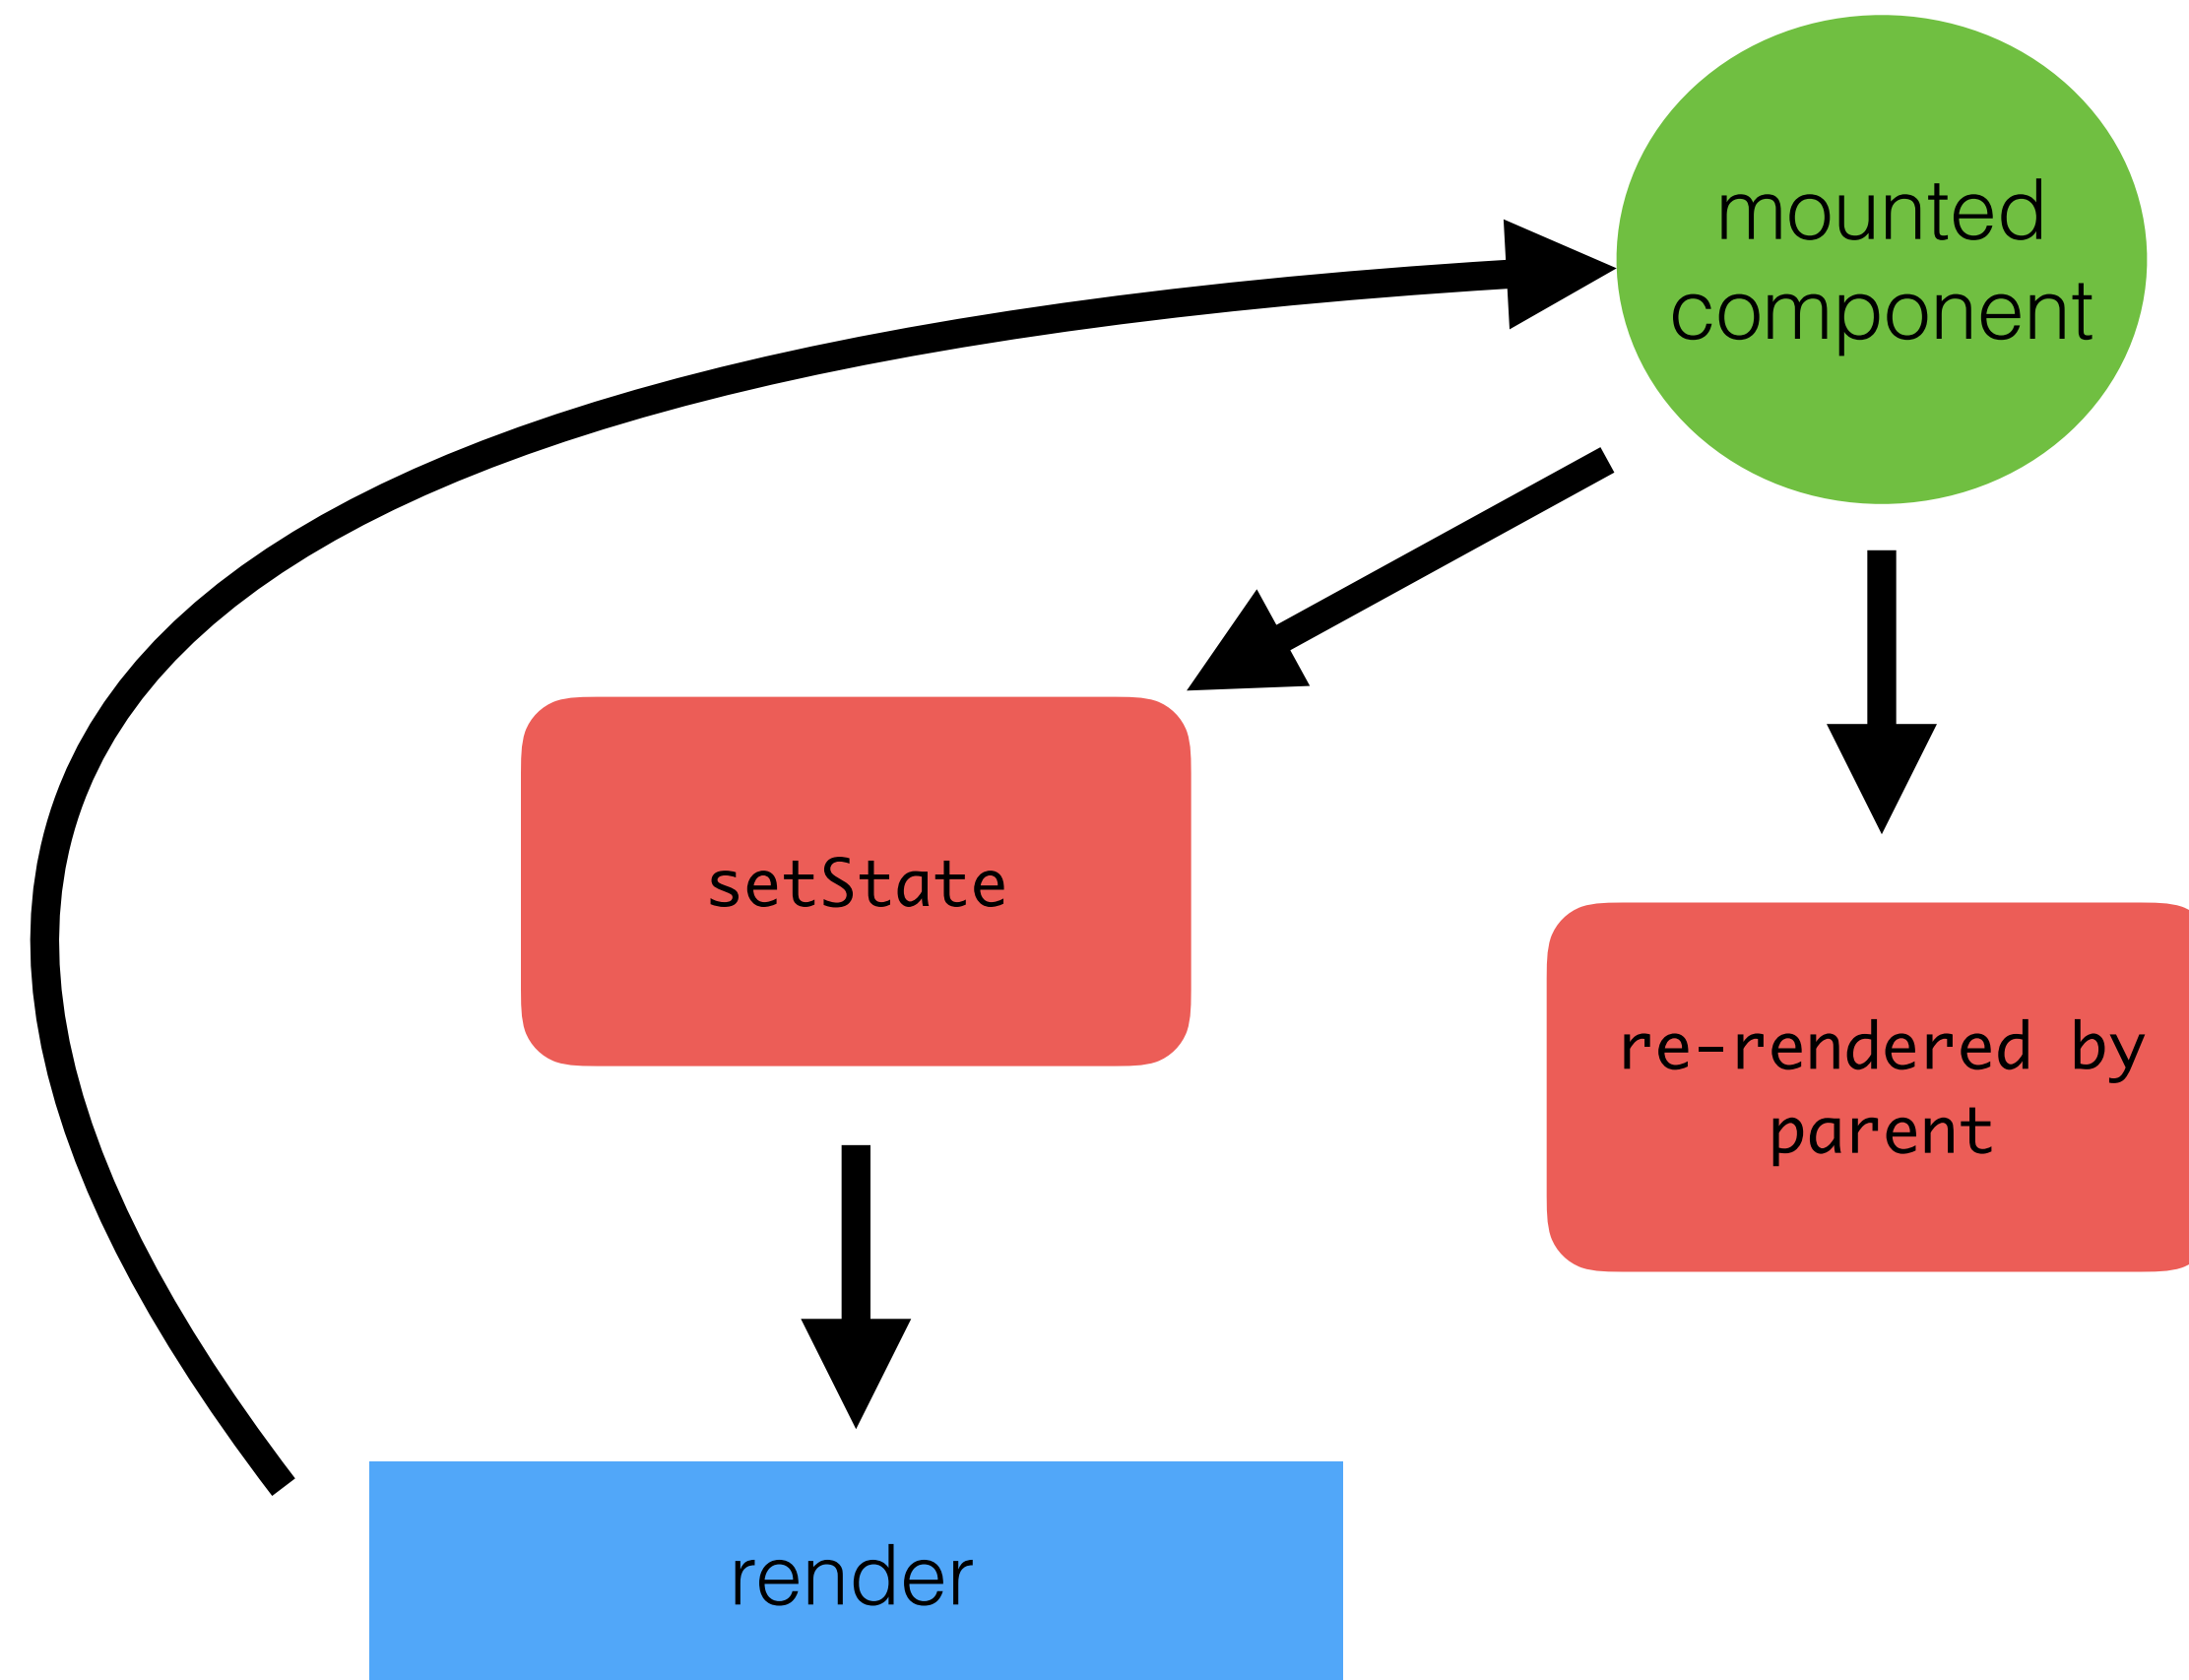 mounted
component
setState
re-rendered by
parent
render